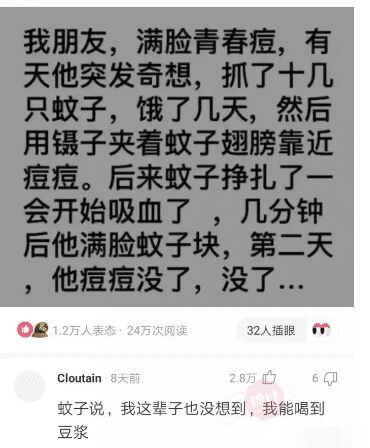 我朋友，满脸青春痘，有
天他突发奇想，抓了十几
只蚊子，饿了几天，然后
用镊子夹着蚊子翅膀靠近
痘痘。后来蚊子挣扎了一
会开始吸血了 ，几分钟
后他满脸蚊子块，第二天
，他痘痘没了，没了...
1.2万人表态 · 24万次阅读
32人插眼
Cloutain · 8天前
2.8万
6
蚊子说，我这辈子也没想到，我能喝到
豆浆